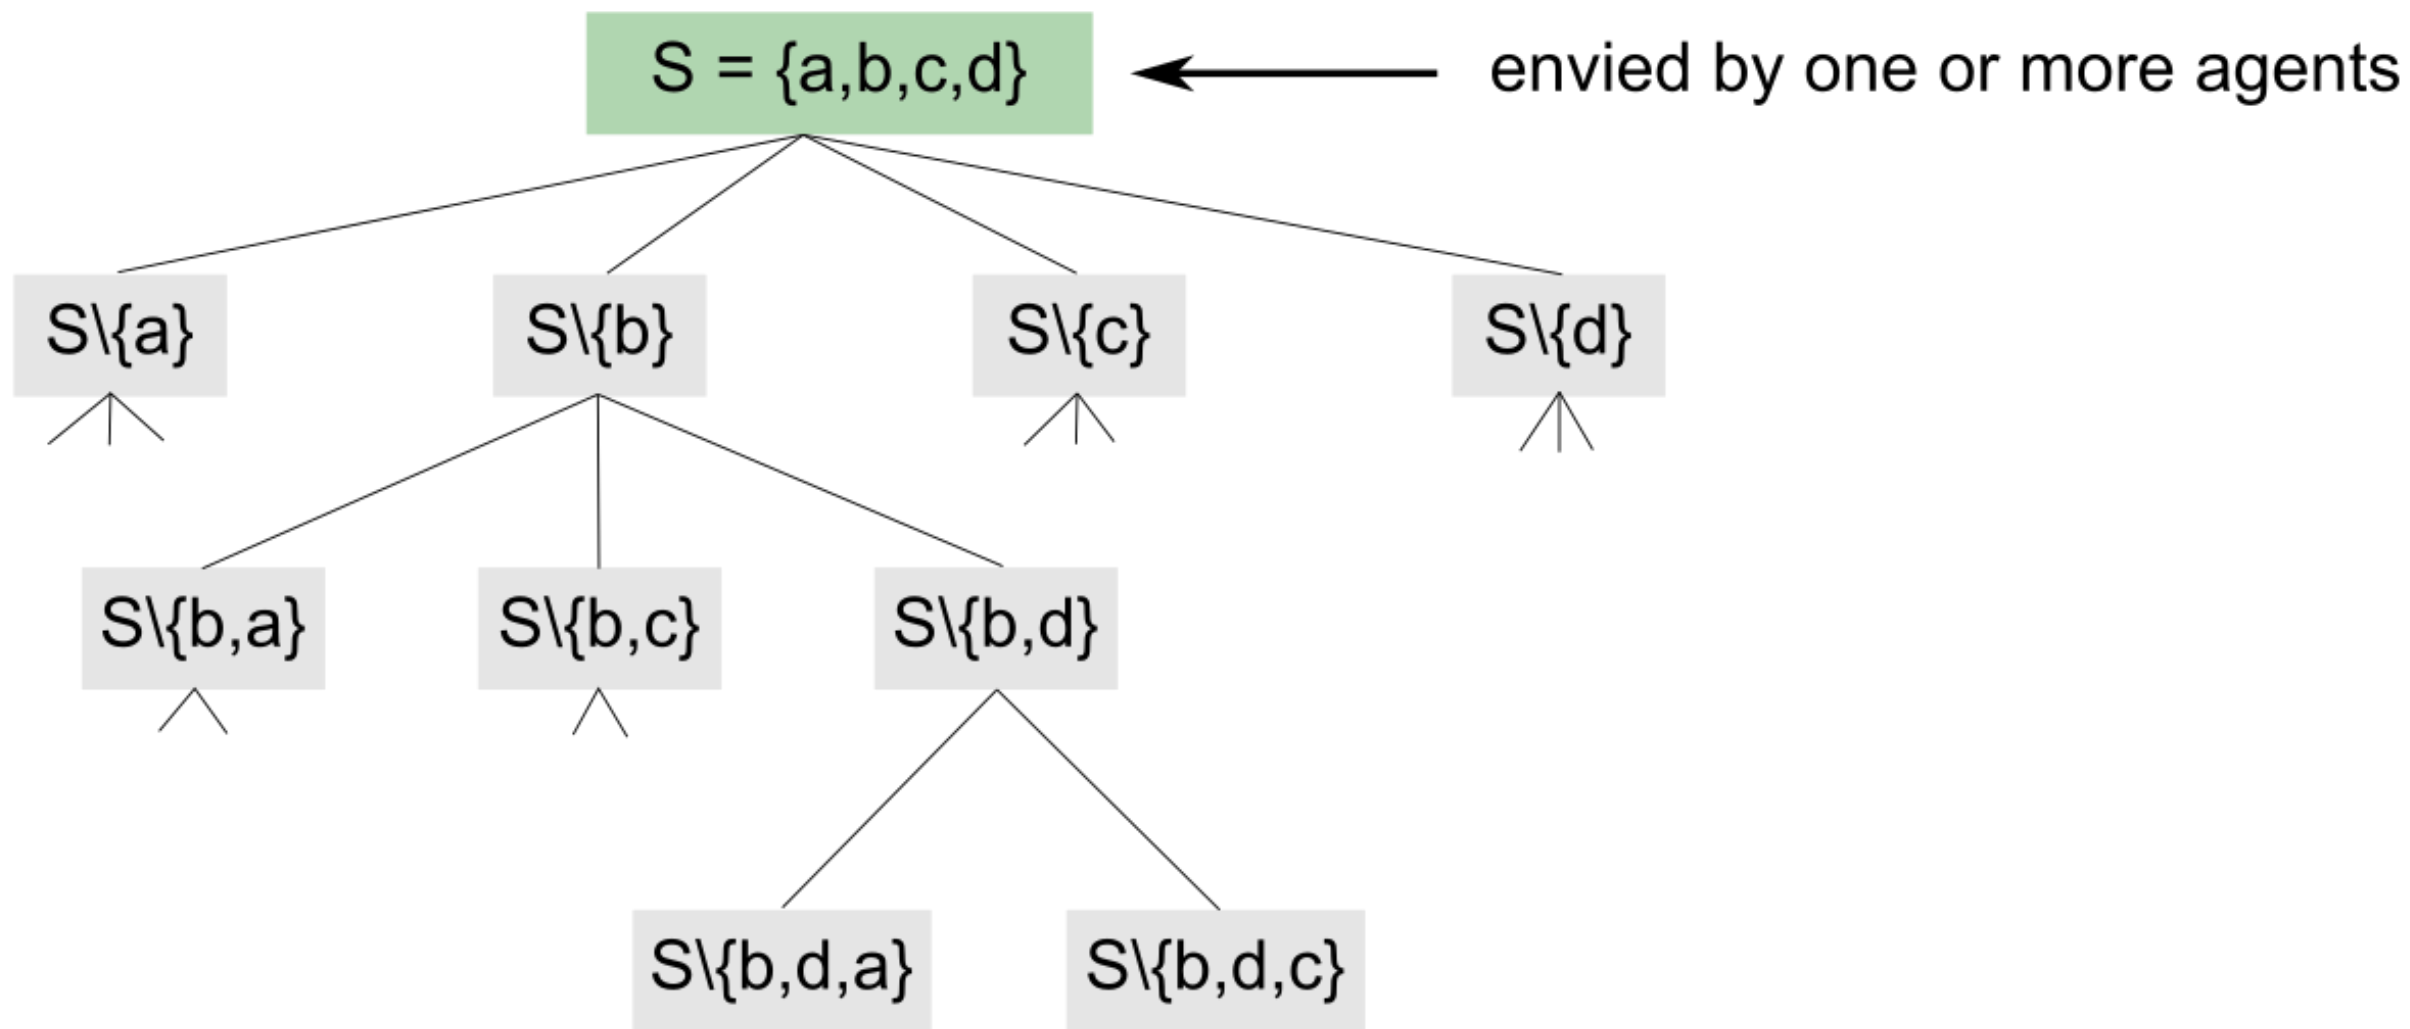 S = {a,b,c,d}
envied by one or more agents
S\{a}
S\{b}
S\{c}
S\{d}
S\{b,a}
S\{b,c}
S\{b,d}
S\{b,d,a}
S\{b,d,c}